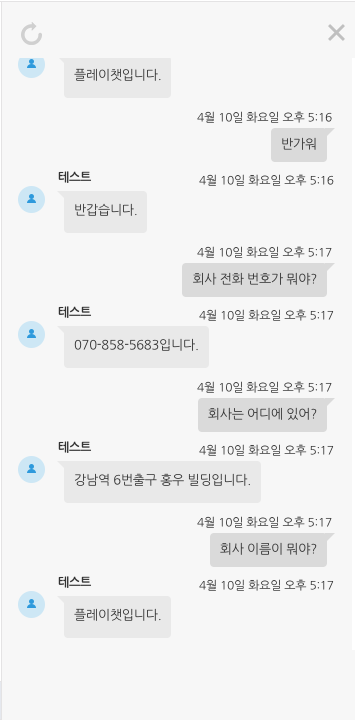 플레이챗입니다.
4월 10일 화요일 오후 5:16
반가워
테스트
4월 10일 화요일 오후 5:16
반갑습니다.
4월 10일 화요일 오후 5:17
회사 전화 번호가 뭐야?
테스트
4월 10일 화요일 오후 5:17
070-858-5683입니다.
4월 10일 화요일 오후 5:17
회사는 어디에 있어?
테스트
4월 10일 화요일 오후 5:17
강남역 6번출구 홍우 빌딩입니다.
4월 10일 화요일 오후 5:17
회사 이름이 뭐야?
테스트
4월 10일 화요일 오후 5:17
플레이챗입니다.